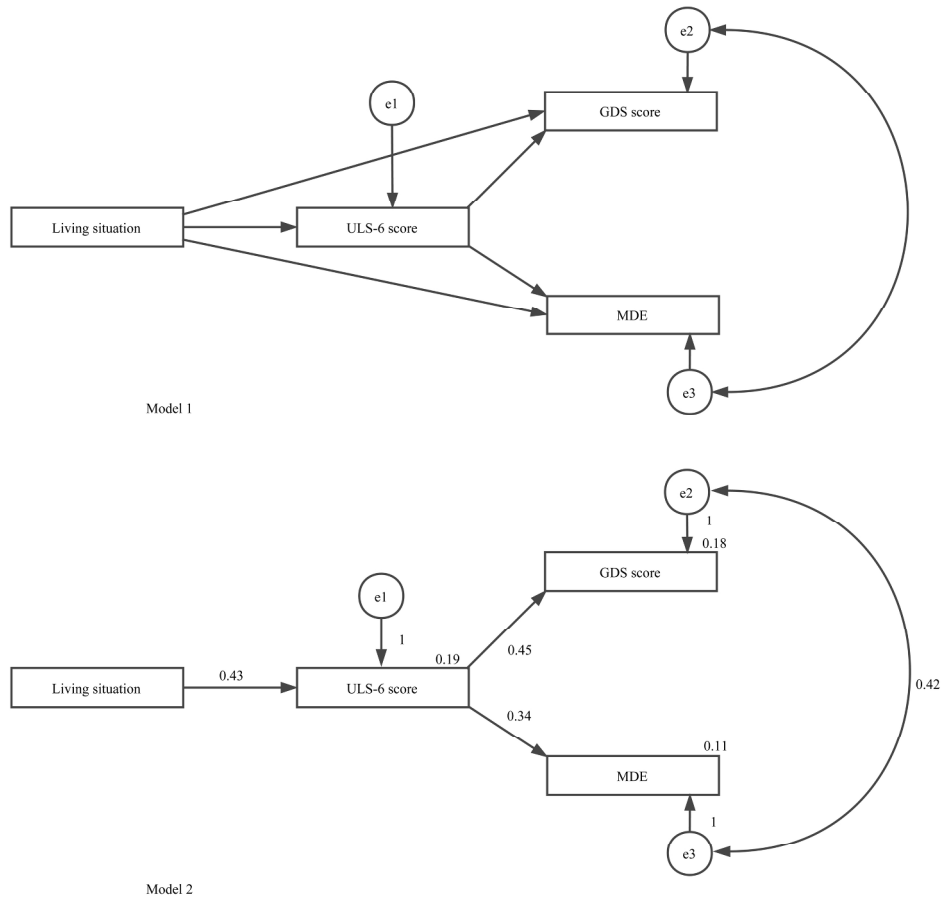 e2
GDS score
e1
Living situation
ULS-6 score
MDE
e3
Model 1
e2
1
0.18
GDS score
e1
1
0.19
0.45
0.43
Living situation
ULS-6 score
0.42
0.34
0.11
MDE
1
e3
Model 2